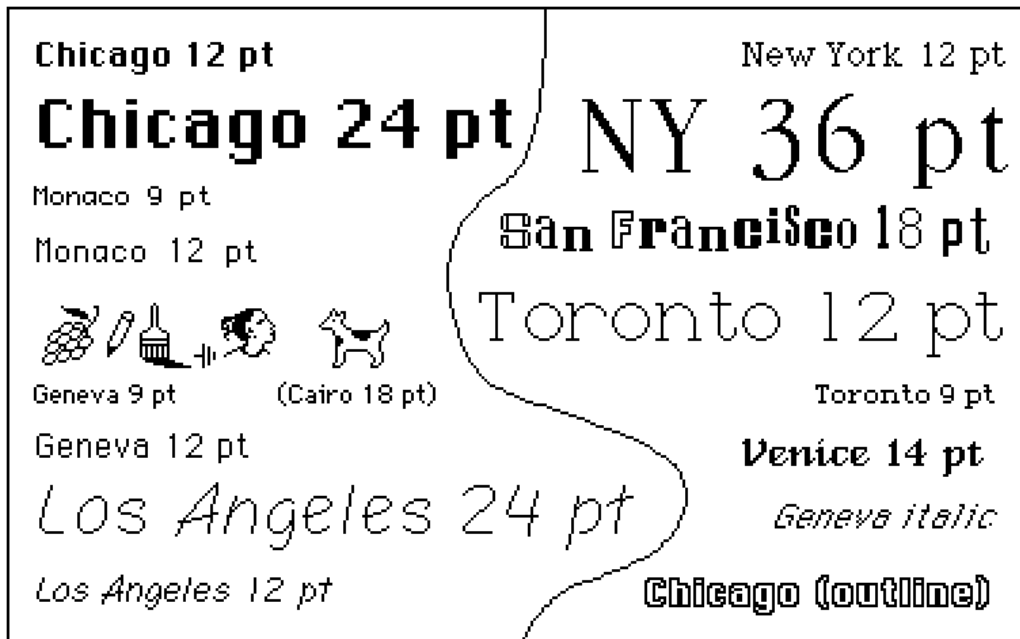 Chicago 12 pt
Chicago 24 pt
Monaco 9 pt
Monaco 12 pt
Geneva 9 pt
(Cairo 18 pt)
Geneva 12 pt
Los Angeles 24 pt
Los Angeles 12 pt
New York 12 pt
NY 36 pt
San Francisco 18 pt
Toronto 12 pt
Toronto 9 pt
Venice 14 pt
Geneva italic
Chicago (outline)